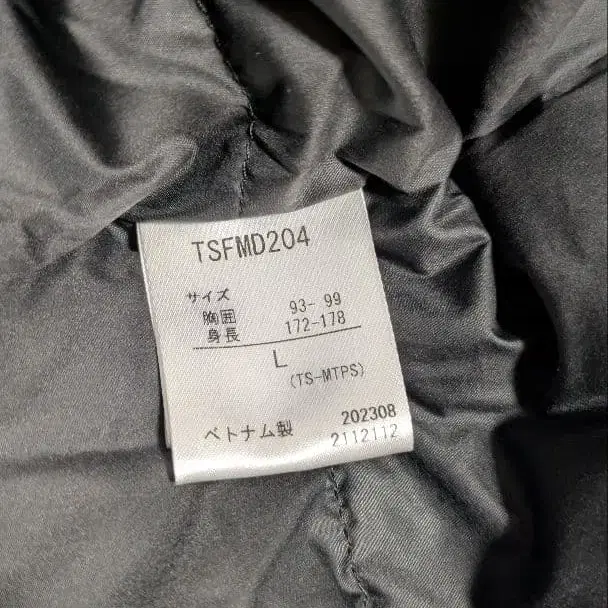 TSFMD204
サイズ
胸囲 93- 99
身長 172-178
L
(TS-MTPS)
202308
ベトナム製 2112112